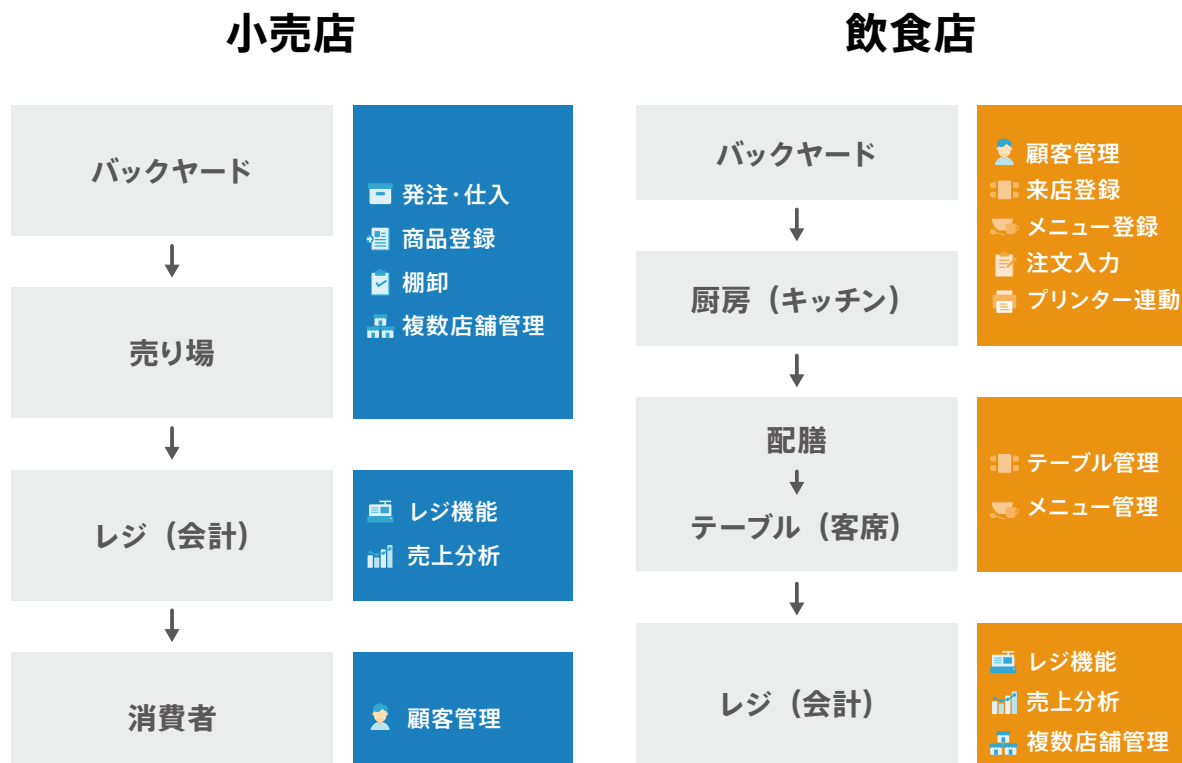 小売店
バックヤード
売り場
発注・仕入
商品登録
棚卸
複数店舗管理
レジ（会計）
レジ機能
売上分析
消費者
顧客管理
飲食店
バックヤード
厨房（キッチン）
顧客管理
来店登録
メニュー登録
注文入力
プリンター連動
配膳
テーブル（客席）
テーブル管理
メニュー管理
レジ（会計）
レジ機能
売上分析
複数店舗管理